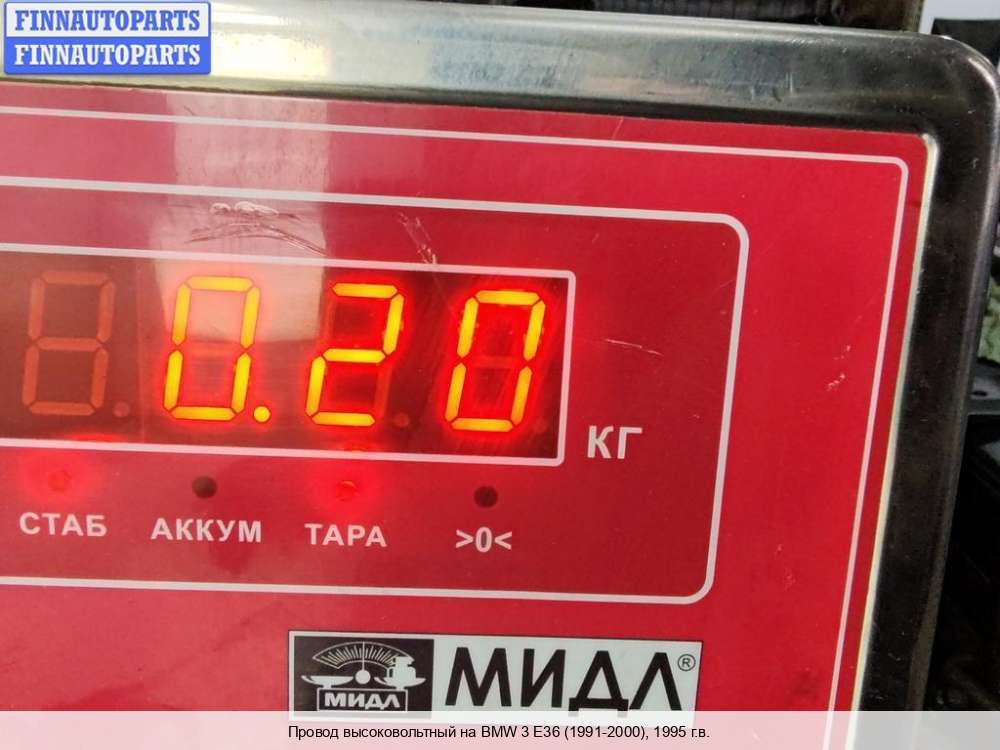 FINNAUTOPARTS
FINNAUTOPARTS
0.20
КГ
СТАБ АККУМ ТАРА >0<
МИДЛ МИДЛ®
Провод высоковольтный на BMW 3 E36 (1991-2000), 1995 г.в.